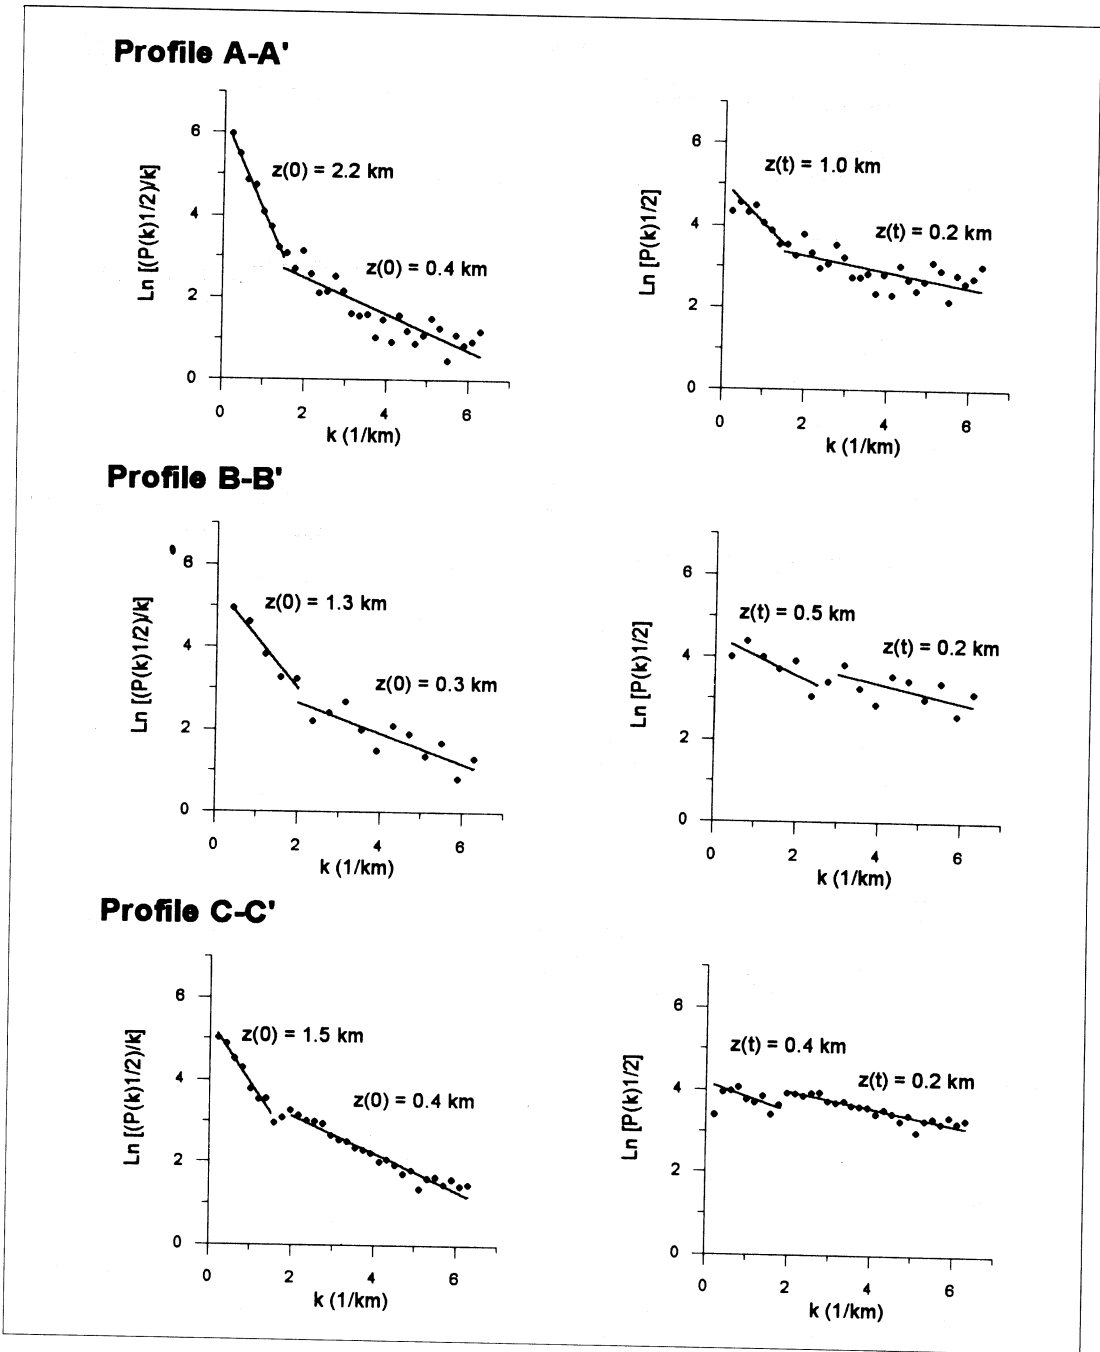 Profile A-A'
Ln [(P(k)1/2)/k]
6
4
2
0
z(0) = 2.2 km
z(0) = 0.4 km
0 2 4 6
k (1/km)
Ln [P(k)1/2]
6
4
2
0
z(t) = 1.0 km
z(t) = 0.2 km
0 2 4 6
k (1/km)
Profile B-B'
Ln [(P(k)1/2)/k]
6
4
2
0
z(0) = 1.3 km
z(0) = 0.3 km
0 2 4 6
k (1/km)
Ln [P(k)1/2]
6
4
2
0
z(t) = 0.5 km
z(t) = 0.2 km
0 2 4 6
k (1/km)
Profile C-C'
Ln [(P(k)1/2)/k]
6
4
2
0
z(0) = 1.5 km
z(0) = 0.4 km
0 2 4 6
k (1/km)
Ln [P(k)1/2]
6
4
2
0
z(t) = 0.4 km
z(t) = 0.2 km
0 2 4 6
k (1/km)